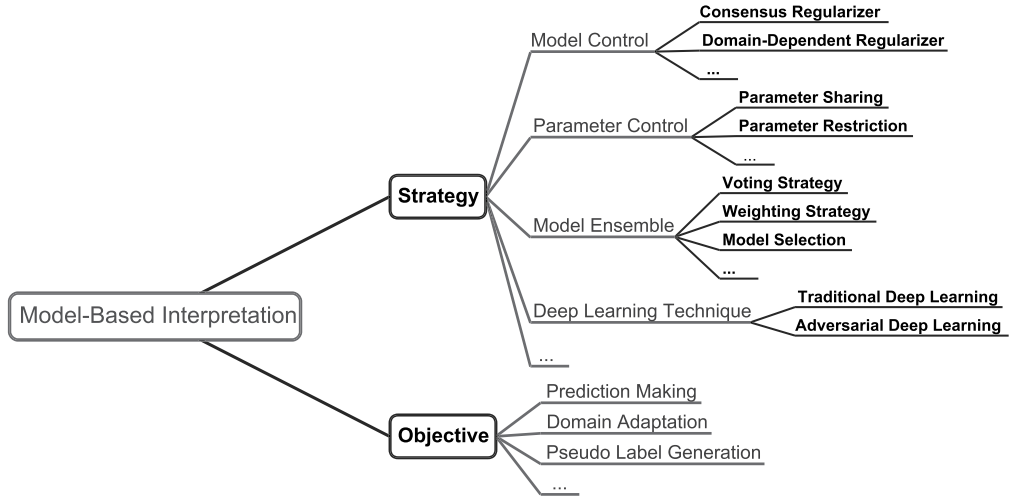 Model-Based Interpretation
Strategy
Model Control
Consensus Regularizer
Domain-Dependent Regularizer
...
Parameter Control
Parameter Sharing
Parameter Restriction
...
Model Ensemble
Voting Strategy
Weighting Strategy
Model Selection
...
Deep Learning Technique
Traditional Deep Learning
Adversarial Deep Learning
...
Objective
Prediction Making
Domain Adaptation
Pseudo Label Generation
...